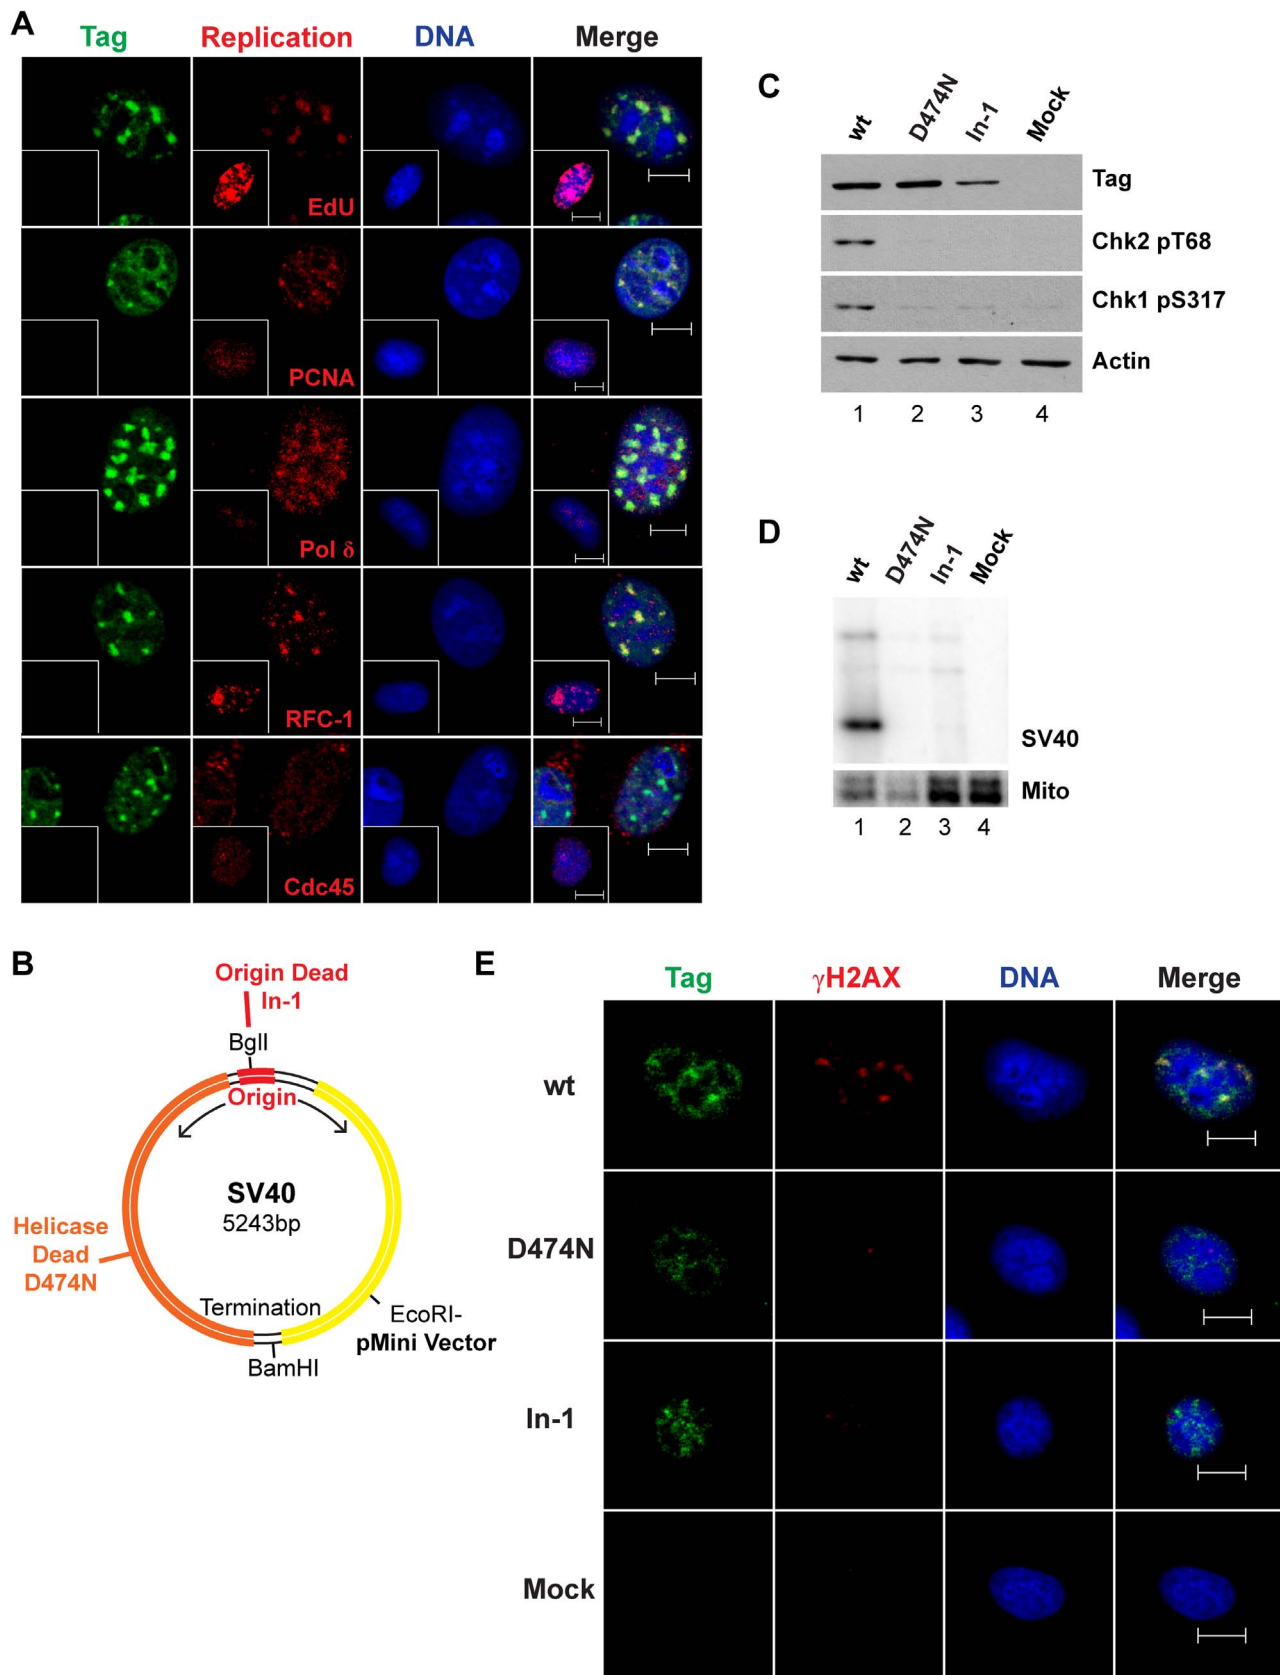 A
Tag Replication DNA Merge
EdU
PCNA
Pol δ
RFC-1
Cdc45
B
Origin Dead
In-1
BglI
Origin
SV40
5243bp
Helicase
Dead
D474N
Termination
EcoRI-
pMini Vector
BamHI
C
wt D474N In-1 Mock
Tag
Chk2 pT68
Chk1 pS317
Actin
1 2 3 4
D
wt D474N In-1 Mock
SV40
Mito
1 2 3 4
E
Tag γH2AX DNA Merge
wt
D474N
In-1
Mock